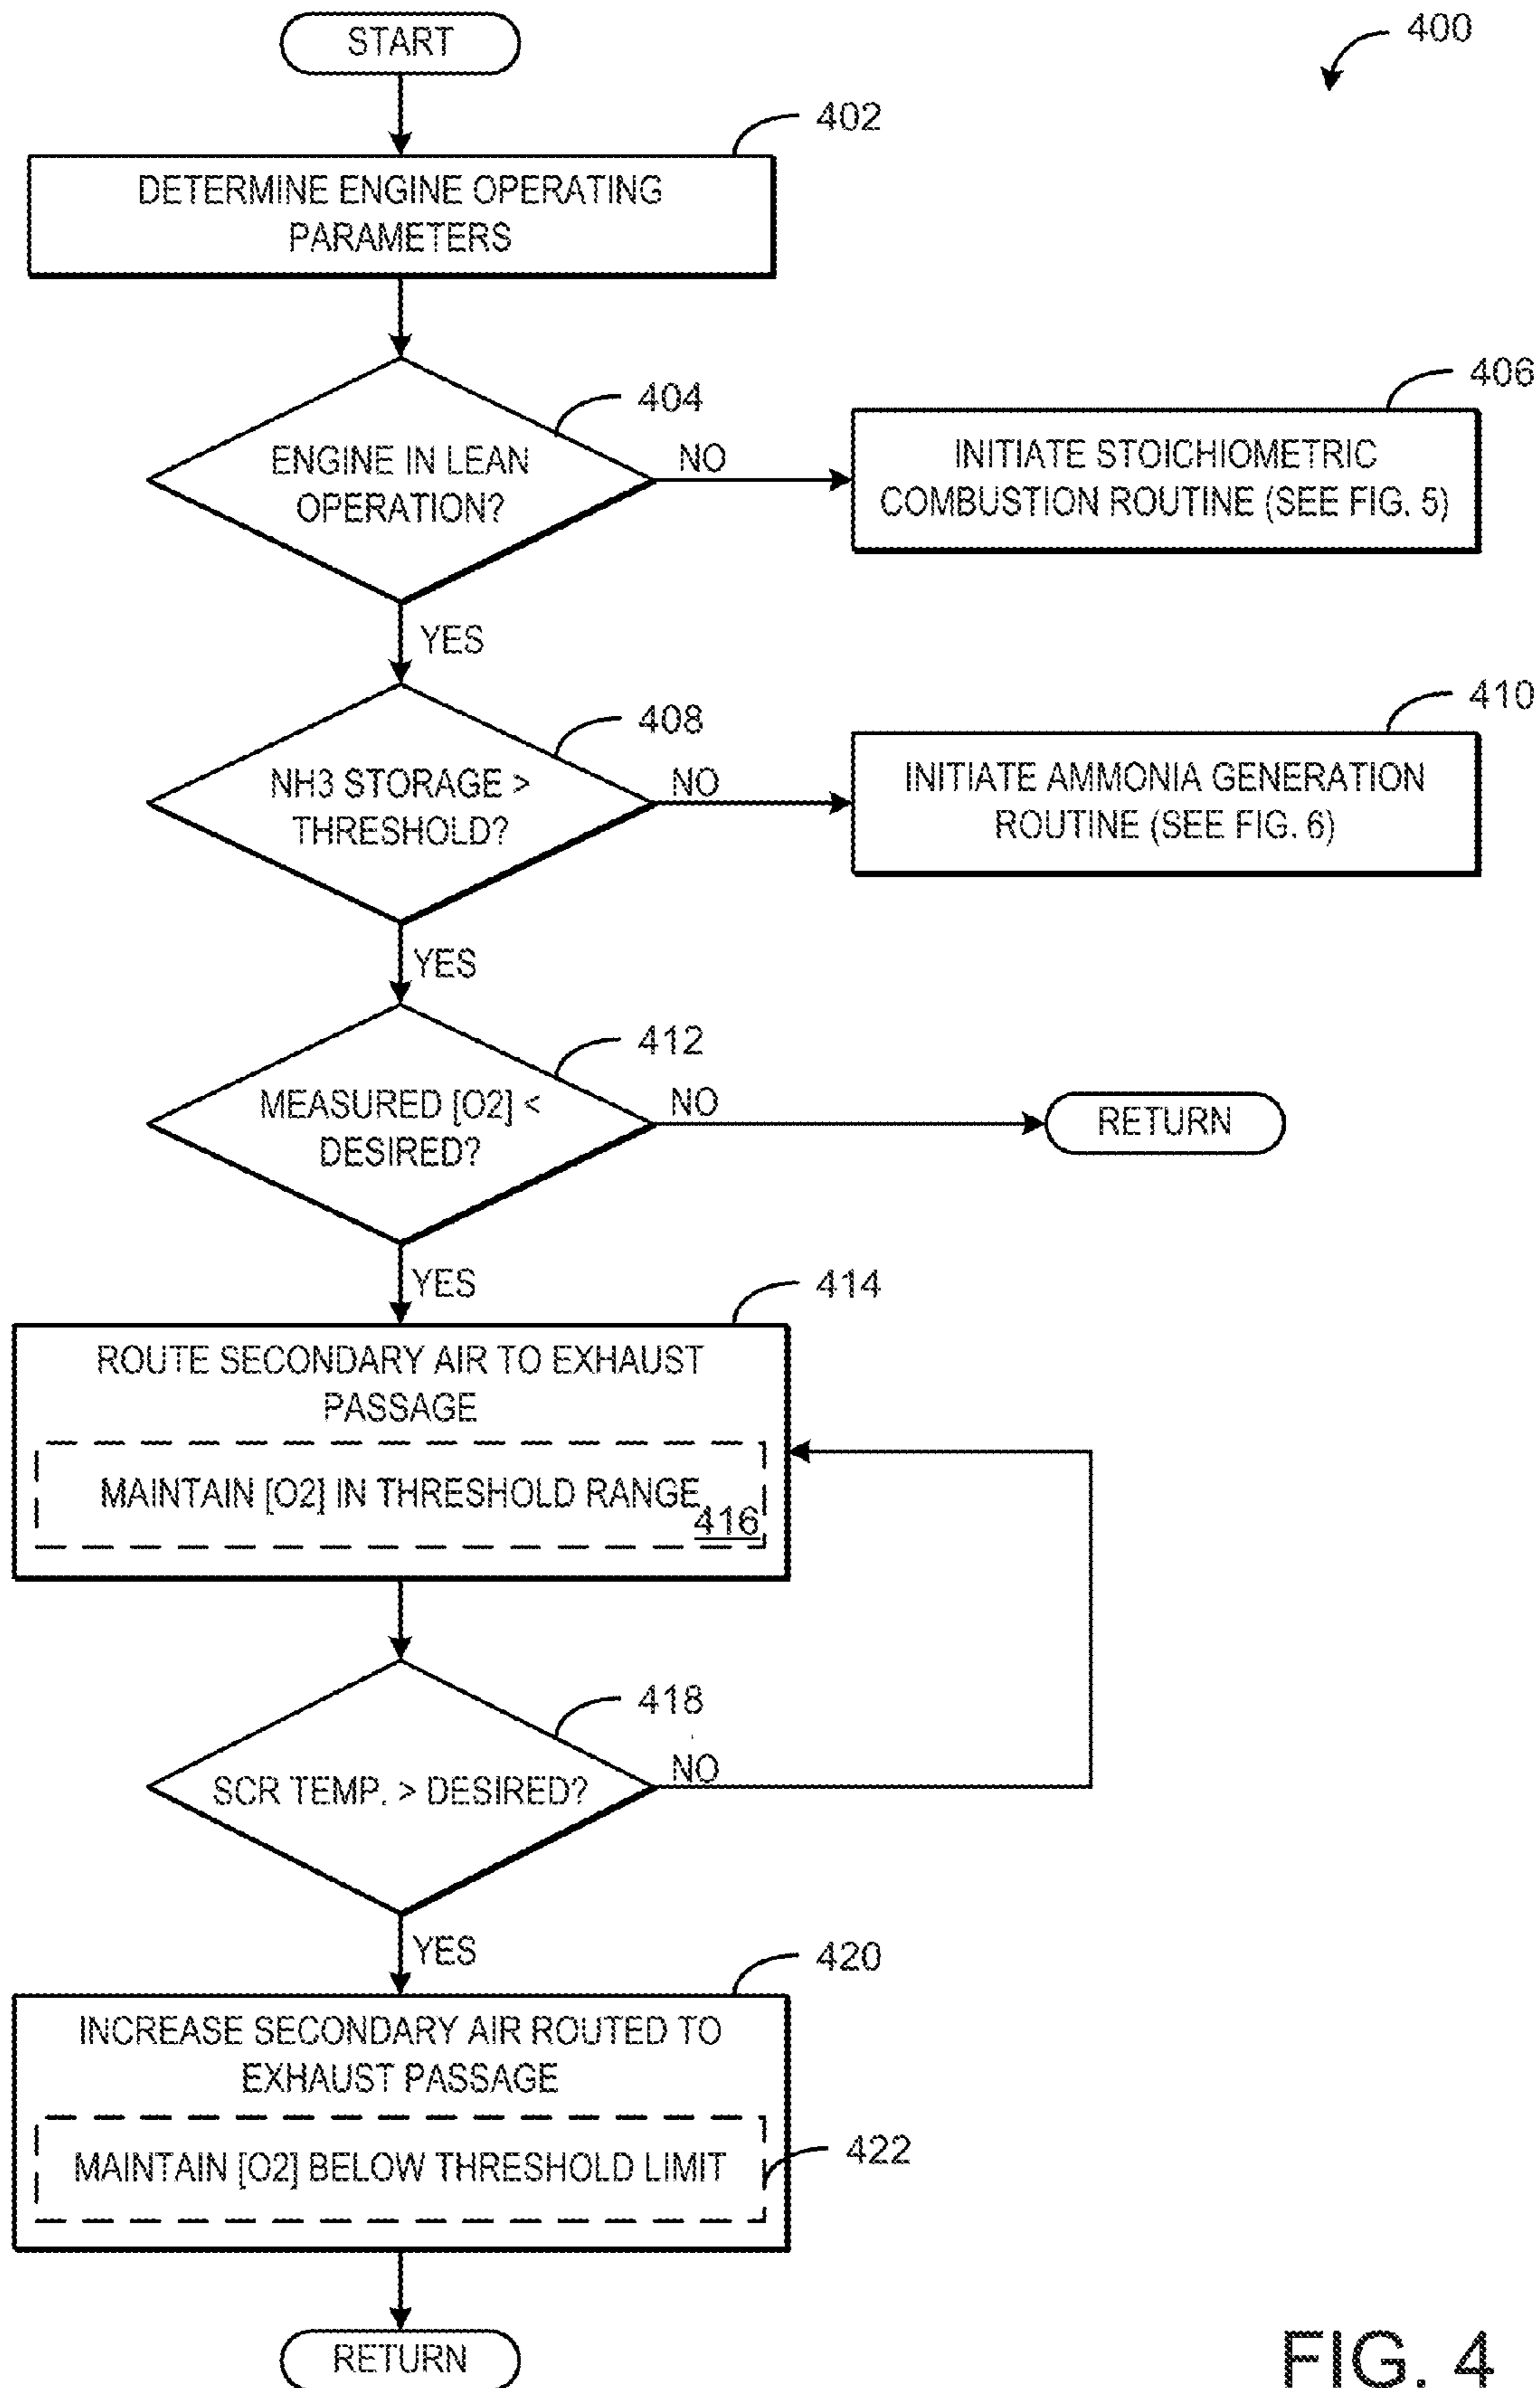 START
400
402
DETERMINE ENGINE OPERATING
PARAMETERS
404
ENGINE IN LEAN
OPERATION?
NO
406
INITIATE STOICHIOMETRIC
COMBUSTION ROUTINE (SEE FIG. 5)
YES
408
NH3 STORAGE >
THRESHOLD?
NO
410
INITIATE AMMONIA GENERATION
ROUTINE (SEE FIG. 6)
YES
412
MEASURED [O2] <
DESIRED?
NO
RETURN
YES
414
ROUTE SECONDARY AIR TO EXHAUST
PASSAGE
MAINTAIN [O2] IN THRESHOLD RANGE
416
418
SCR TEMP. > DESIRED?
NO
YES
420
INCREASE SECONDARY AIR ROUTED TO
EXHAUST PASSAGE
MAINTAIN [O2] BELOW THRESHOLD LIMIT
422
RETURN
FIG. 4